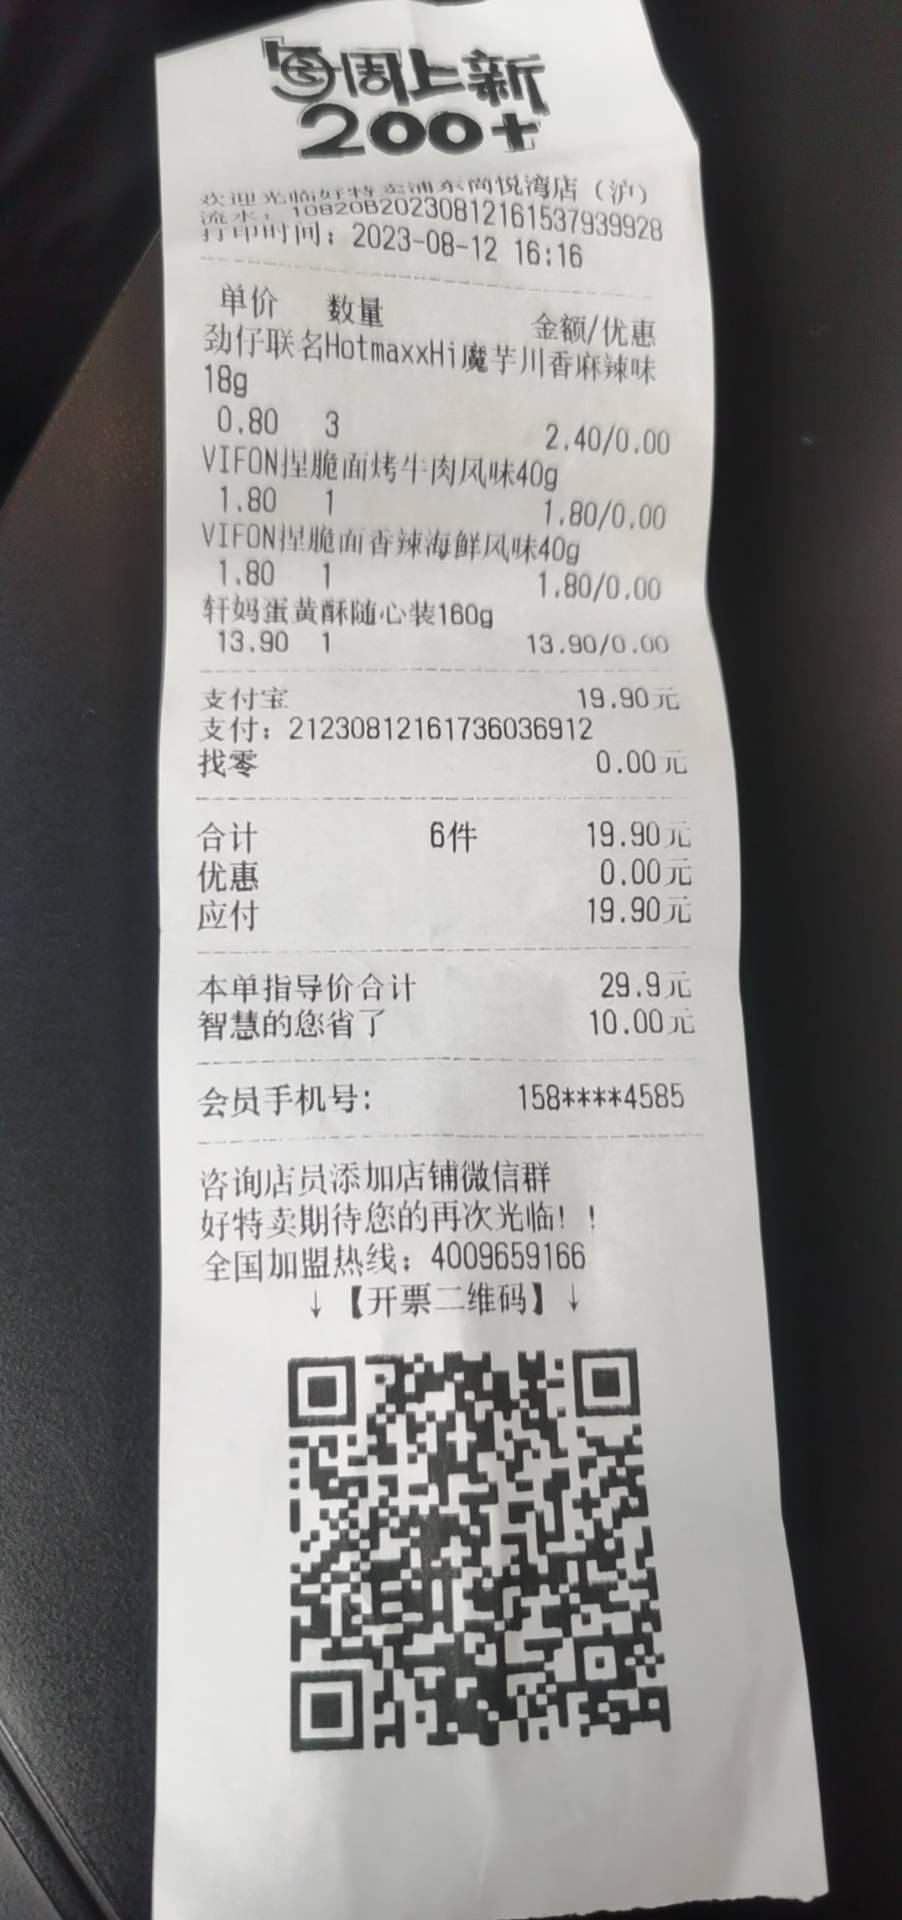 每周上新
200+
欢迎光临好特卖浦东尚悦湾店（沪）
流水：10820B202308121615379399​28
打印时间：2023-08-12 16:16
单价 数量 金额/优惠
劲仔联名HotmaxxHi魔芋川香麻辣味
18g
0.80 3 2.40/0.00
VIFON捏脆面烤牛肉风味40g
1.80 1 1.80/0.00
VIFON捏脆面香辣海鲜风味40g
1.80 1 1.80/0.00
轩妈蛋黄酥随心装160g
13.90 1 13.90/0.00
支付宝 19.90元
支付：21230812161736036912
找零 0.00元
合计 6件 19.90元
优惠 0.00元
应付 19.90元
本单指导价合计 29.9元
智慧的您省了 10.00元
会员手机号: 158****4585
咨询店员添加店铺微信群
好特卖期待您的再次光临！！
全国加盟热线：4009659166
↓【开票二维码】↓